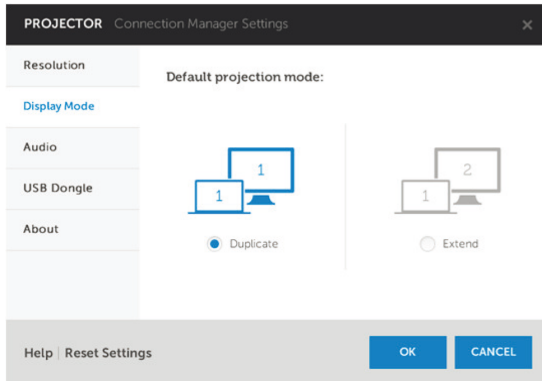 PROJECTOR Connection Manager Settings ×
Resolution
Default projection mode:
Display Mode
Audio
USB Dongle
About
1
1
2
1
Duplicate
Extend
Help | Reset Settings
OK
CANCEL